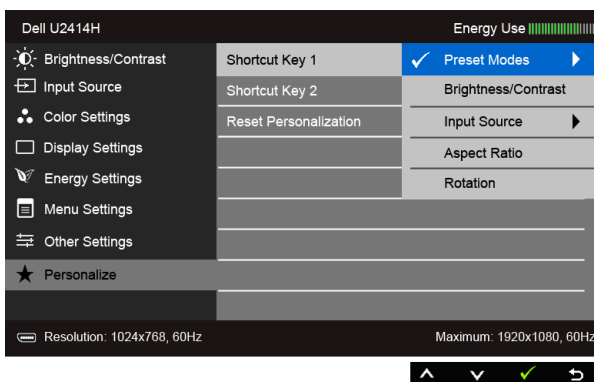 Dell U2414H
Energy Use
Brightness/Contrast
Input Source
Color Settings
Display Settings
Energy Settings
Menu Settings
Other Settings
Personalize
Shortcut Key 1
Shortcut Key 2
Reset Personalization
Preset Modes
Brightness/Contrast
Input Source
Aspect Ratio
Rotation
Resolution: 1024x768, 60Hz
Maximum: 1920x1080, 60Hz